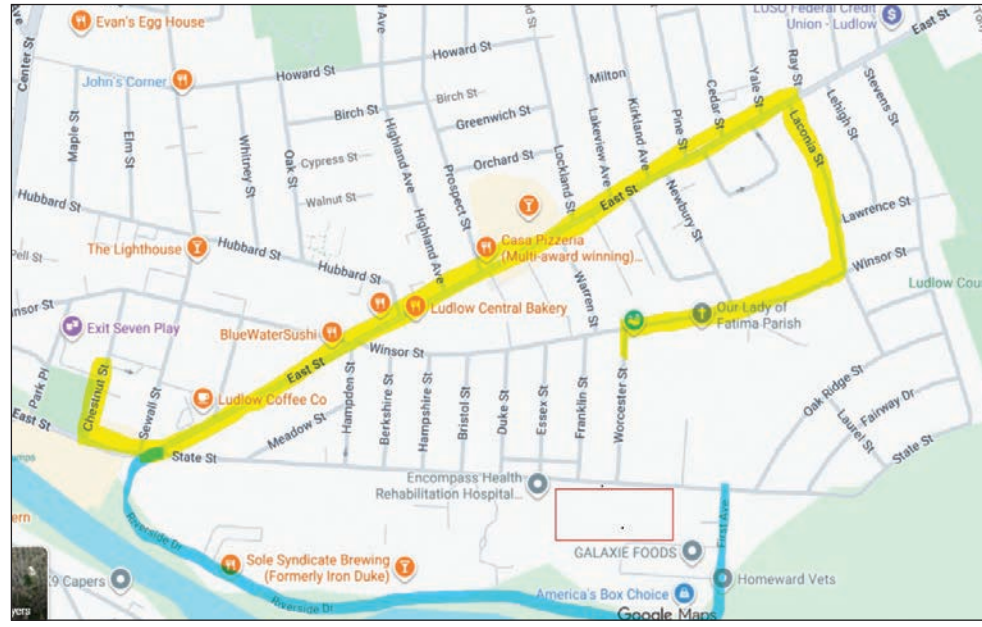 Evan's Egg House
LUSO Federal Credit
Union - Ludlow
East St
Center St
Ave
Howard St
Howard St
John's Corner
Milton
Ray St
Yale St
Cedar St
Pine St
Kirkland Ave
Lakeview Ave
Stevens St
Lehigh St
Laconia St
Birch St
Birch St
Greenwich St
Maple St
Elm St
Whitney St
Oak St
Cypress St
Walnut St
Highland Ave
Prospect St
Orchard St
Lockland St
East St
Newbury St
Lawrence St
Hubbard St
The Lighthouse
Hubbard St
Hubbard St
Highland Ave
Casa Pizzeria
(Multi-award winning)...
Winsor St
Pell St
Warren St
Ludlow Cou
Ludlow Central Bakery
Our Lady of
Fatima Parish
insor St
Exit Seven Play
BlueWaterSushi
Winsor St
East St
Park Pl
Chestnut St
Sewall St
Ludlow Coffee Co
Hampden St
Berkshire St
Hampshire St
Bristol St
Duke St
Essex St
Franklin St
Worcester St
Oak Ridge St
Fairway Dr
Laurel St
East St
Meadow St
State St
State St
Encompass Health
Rehabilitation Hospital...
Riverside Dr
First Ave
GALAXIE FOODS
Sole Syndicate Brewing
(Formerly Iron Duke)
Homeward Vets
K9 Capers
America's Box Choice
Riverside Dr
Google Maps
yers